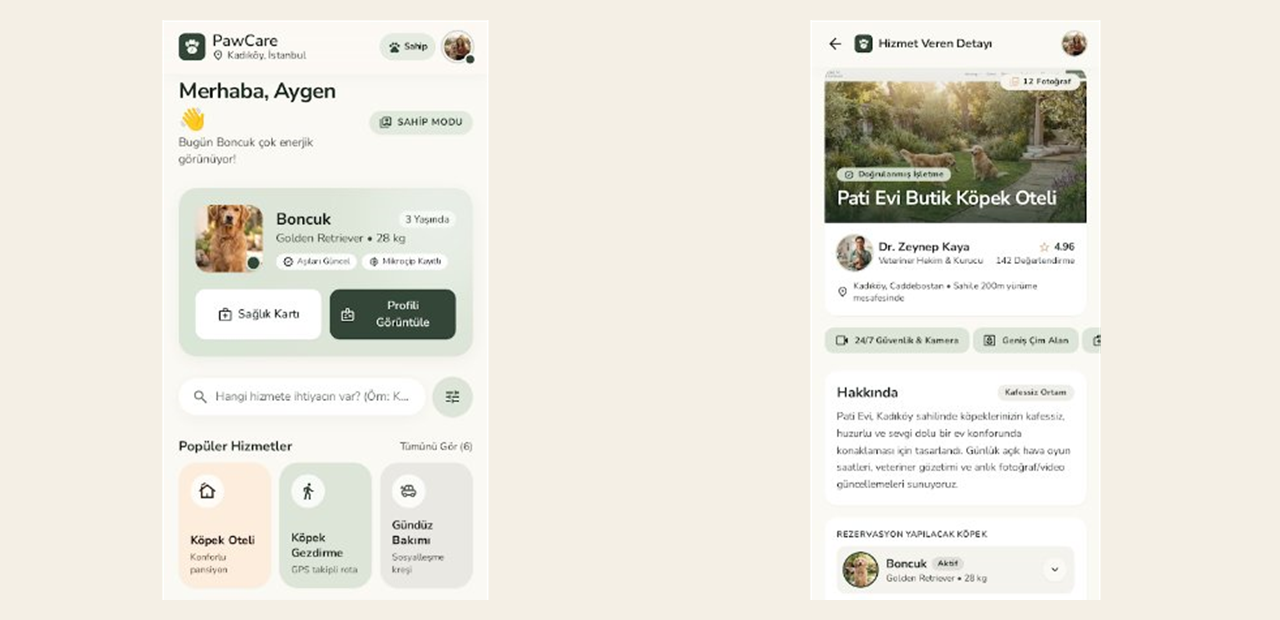 PawCare
Kadıköy, İstanbul
Sahip
Merhaba, Aygen
👋
SAHİP MODU
Bugün Boncuk çok enerjik
görünüyor!
Boncuk
3 Yaşında
Golden Retriever • 28 kg
Aşıları Güncel
Mikroçip Kayıtlı
Sağlık Kartı
Profili
Görüntüle
Hangi hizmete ihtiyacın var? (Örn: K...
Popüler Hizmetler
Tümünü Gör (6)
Köpek Oteli
Konforlu
pansiyon
Köpek
Gezdirme
GPS takipli rota
Gündüz
Bakımı
Sosyalleşme
kreşi
Hizmet Veren Detayı
12 Fotoğraf
Doğrulanmış İşletme
Pati Evi Butik Köpek Oteli
Dr. Zeynep Kaya
4.96
Veteriner Hekim & Kurucu
142 Değerlendirme
Kadıköy, Caddebostan • Sahile 200m yürüme
mesafesinde
24/7 Güvenlik & Kamera
Geniş Çim Alan
Hakkında
Kafessiz Ortam
Pati Evi, Kadıköy sahilinde köpeklerinizin kafessiz,
huzurlu ve sevgi dolu bir ev konforunda
konaklaması için tasarlandı. Günlük açık hava oyun
saatleri, veteriner gözetimi ve anlık fotoğraf/video
güncellemeleri sunuyoruz.
REZERVASYON YAPILACAK KÖPEK
Boncuk
Aktif
Golden Retriever • 28 kg